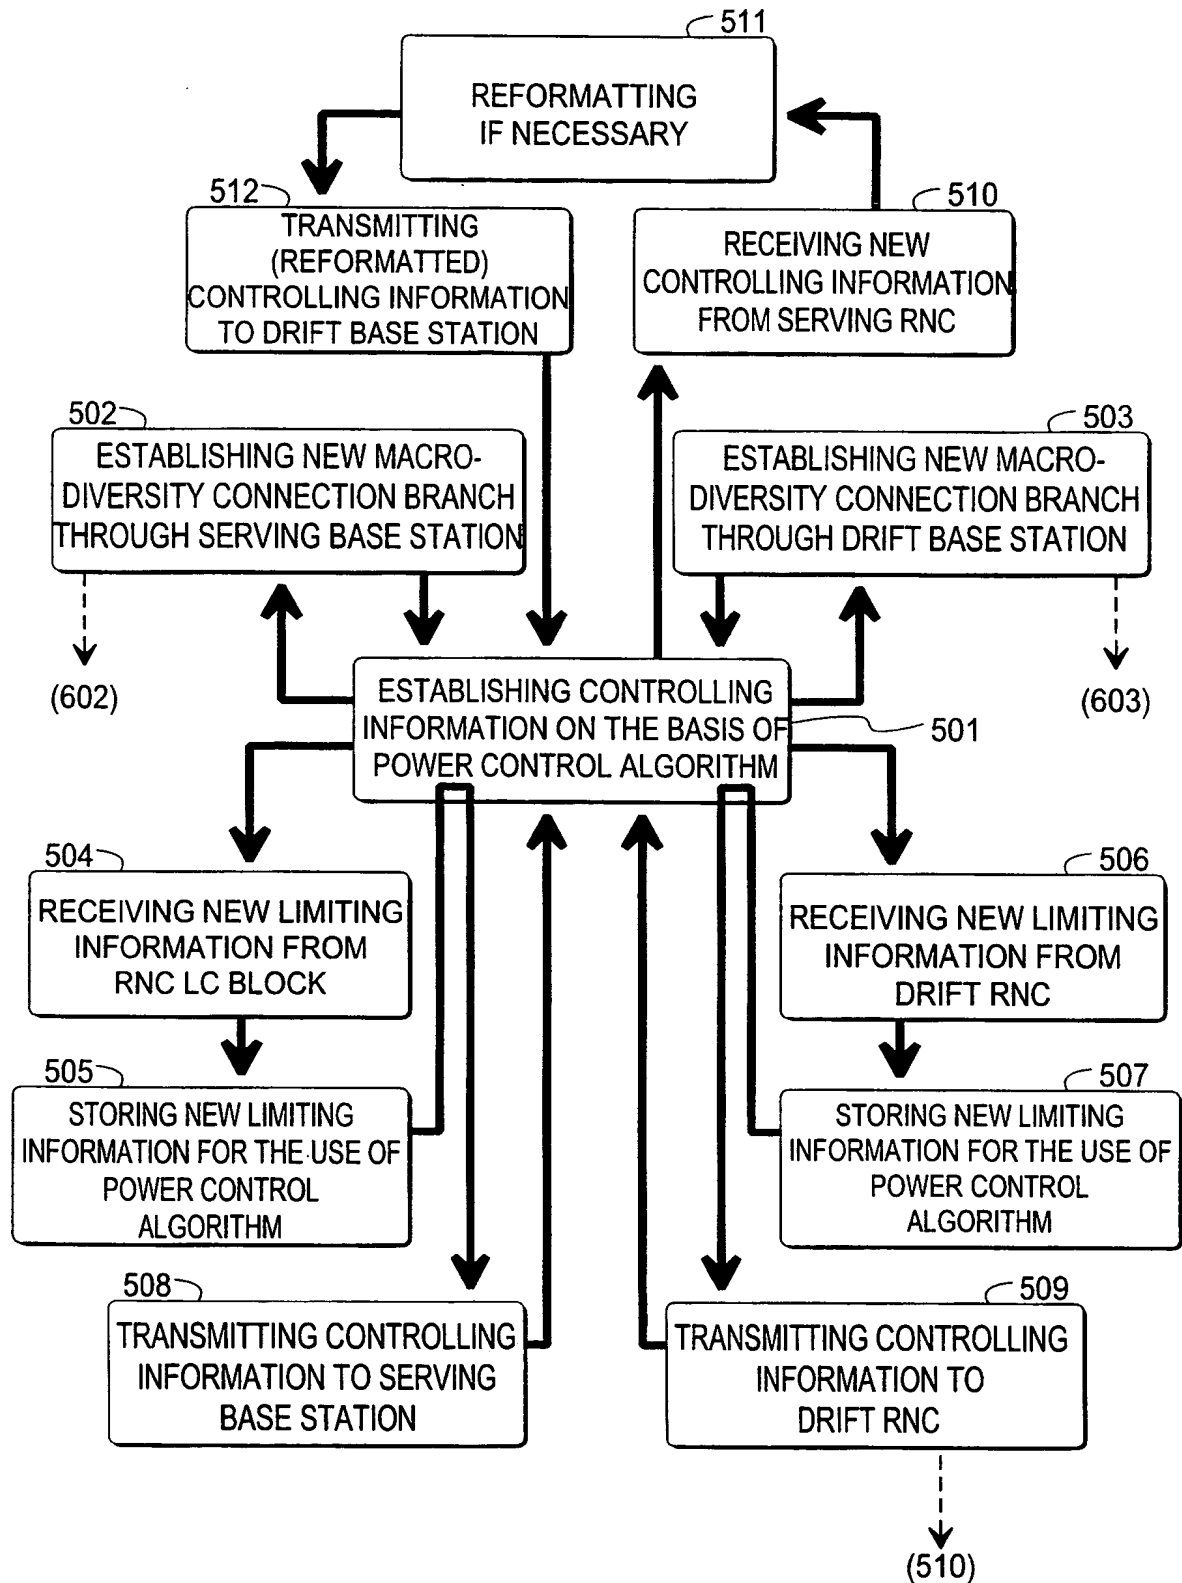 511
REFORMATTING
IF NECESSARY
512
TRANSMITTING
(REFORMATTED)
CONTROLLING INFORMATION
TO DRIFT BASE STATION
510
RECEIVING NEW
CONTROLLING INFORMATION
FROM SERVING RNC
502
ESTABLISHING NEW MACRO-
DIVERSITY CONNECTION BRANCH
THROUGH SERVING BASE STATION
503
ESTABLISHING NEW MACRO-
DIVERSITY CONNECTION BRANCH
THROUGH DRIFT BASE STATION
(602)
(603)
ESTABLISHING CONTROLLING
INFORMATION ON THE BASIS OF
POWER CONTROL ALGORITHM
501
504
RECEIVING NEW LIMITING
INFORMATION FROM
RNC LC BLOCK
506
RECEIVING NEW LIMITING
INFORMATION FROM
DRIFT RNC
505
STORING NEW LIMITING
INFORMATION FOR THE USE OF
POWER CONTROL
ALGORITHM
507
STORING NEW LIMITING
INFORMATION FOR THE USE OF
POWER CONTROL
ALGORITHM
508
TRANSMITTING CONTROLLING
INFORMATION TO SERVING
BASE STATION
509
TRANSMITTING CONTROLLING
INFORMATION TO
DRIFT RNC
(510)